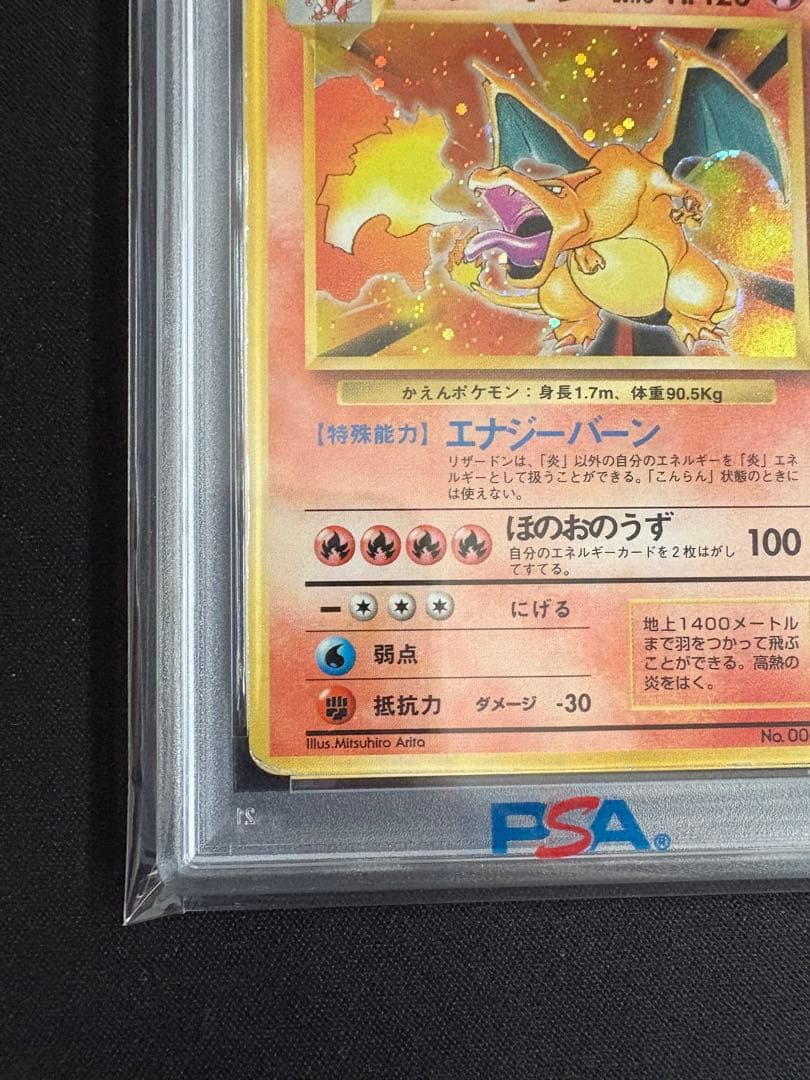 かえんポケモン：身長1.7m、体重90.5Kg
【特殊能力】 エナジーバーン
リザードンは、「炎」以外の自分のエネルギーを「炎」エネ
ルギーとして扱うことができる。「こんらん」状態のときに
は使えない。
ほのおのうず 100
自分のエネルギーカードを2枚はがし
てすてる。
にげる
弱点
抵抗力 ダメージ -30
地上1400メートル
まで羽をつかって飛ぶ
ことができる。高熱の
炎をはく。
Illus.Mitsuhiro Arita
No.00
21
PSA®